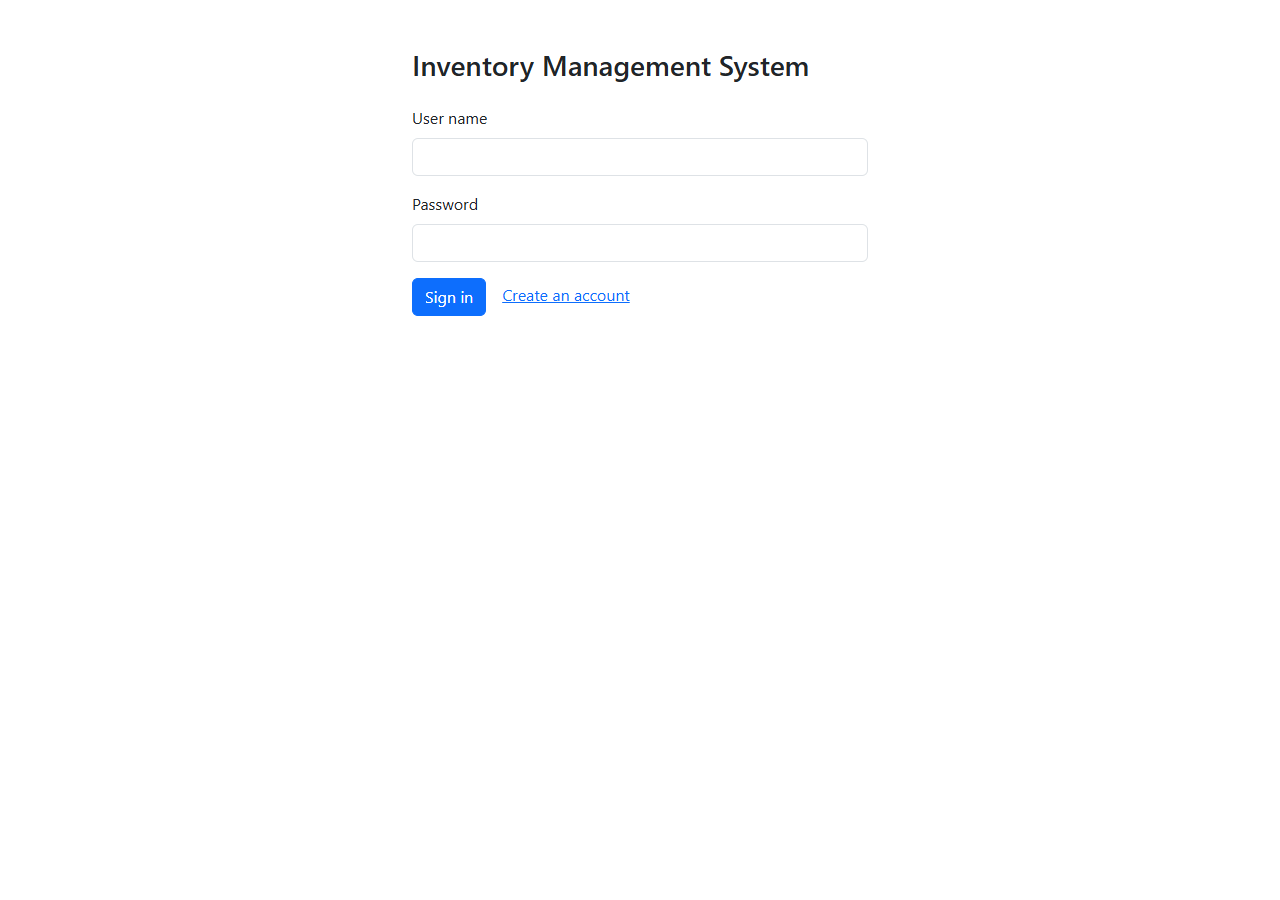 Inventory Management System
User name
Password
Sign in
Create an account